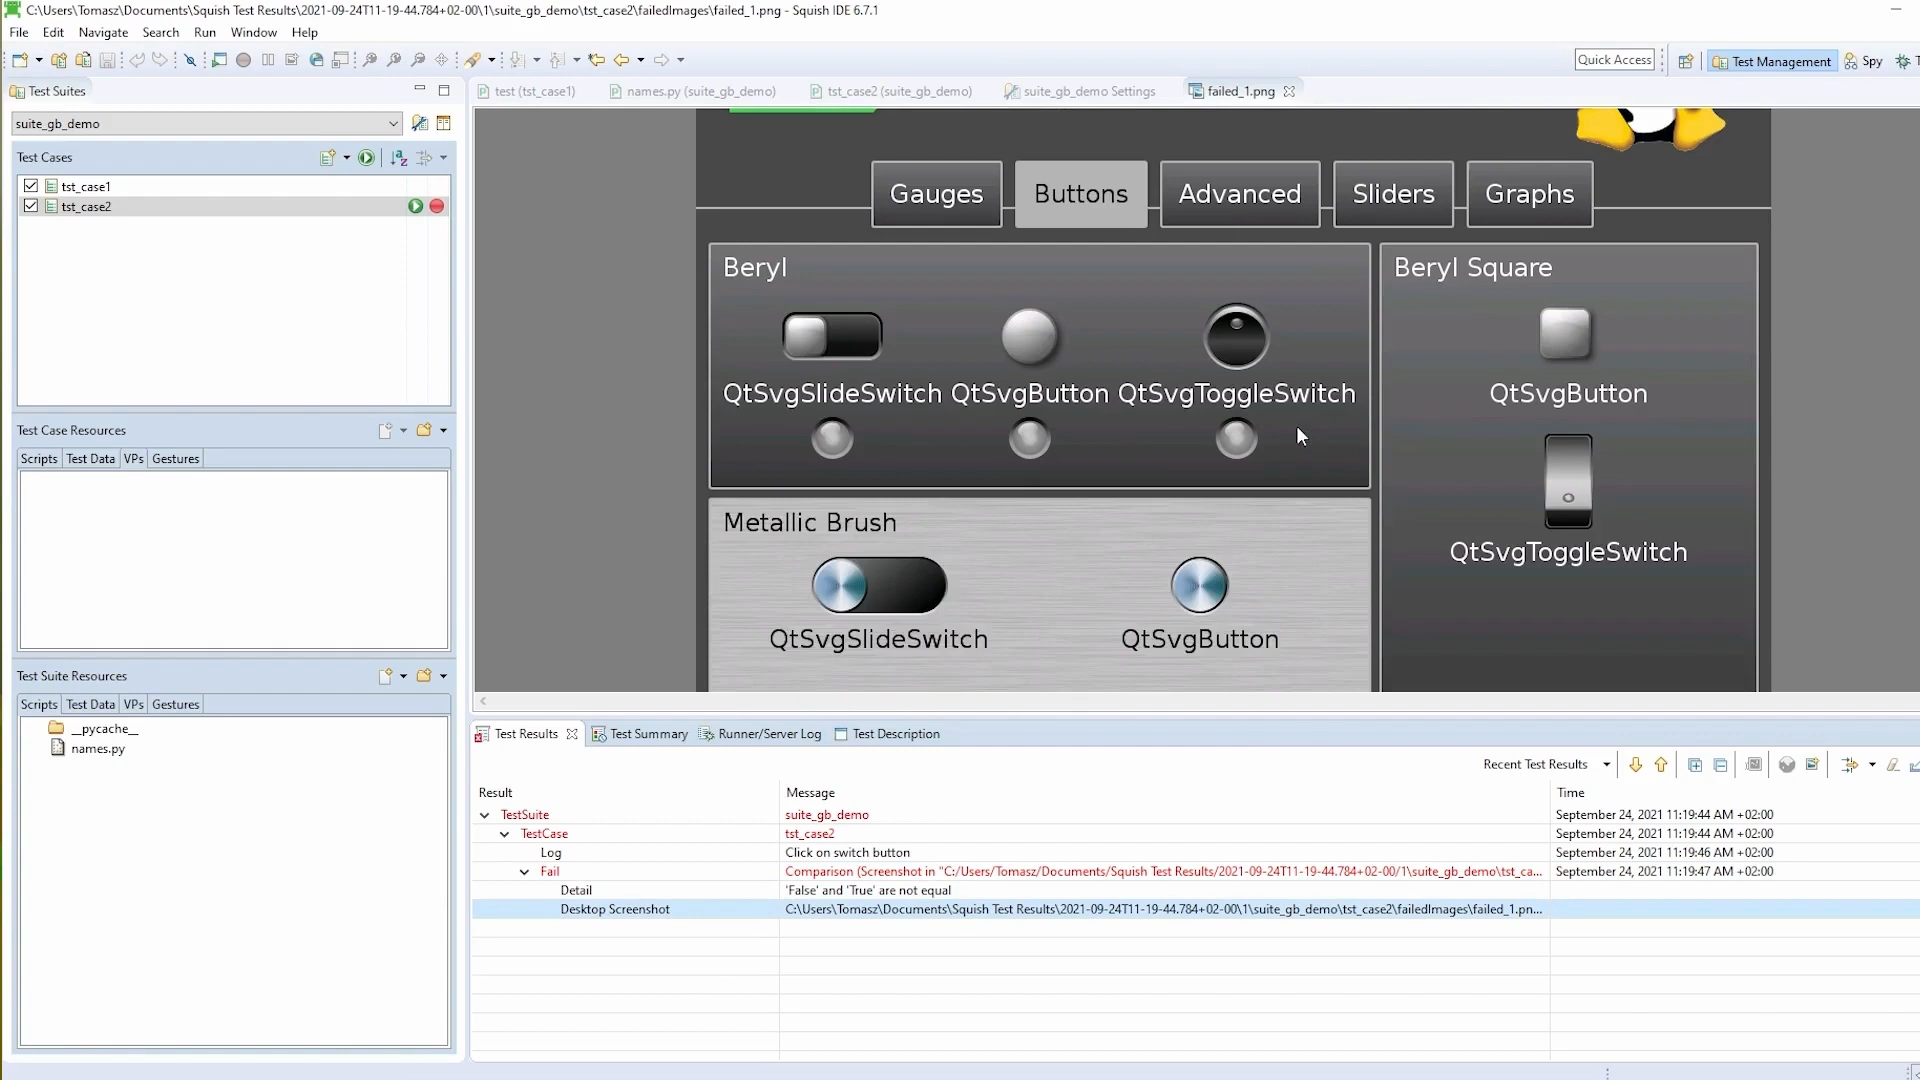 C:\Users\Tomasz\Documents\Squish Test Results\2021-09-24T11-19-44.784+02-00\1\suite_gb_demo\tst_case2\failedImages\failed_1.png - Squish IDE 6.7.1
File Edit Navigate Search Run Window Help
Quick Access Test Management Spy
Test Suites
test (tst_case1) names.py (suite_gb_demo) tst_case2 (suite_gb_demo) suite_gb_demo Settings failed_1.png
suite_gb_demo
Test Cases
tst_case1
tst_case2
Gauges Buttons Advanced Sliders Graphs
Beryl
Beryl Square
QtSvgSlideSwitch QtSvgButton QtSvgToggleSwitch
QtSvgButton
Metallic Brush
QtSvgToggleSwitch
QtSvgSlideSwitch QtSvgButton
Test Case Resources
Scripts Test Data VPs Gestures
Test Suite Resources
Scripts Test Data VPs Gestures
__pycache__
names.py
Test Results Test Summary Runner/Server Log Test Description
Recent Test Results
Result Message Time
TestSuite suite_gb_demo September 24, 2021 11:19:44 AM +02:00
TestCase tst_case2 September 24, 2021 11:19:44 AM +02:00
Log Click on switch button September 24, 2021 11:19:46 AM +02:00
Fail Comparison (Screenshot in "C:/Users/Tomasz/Documents/Squish Test Results/2021-09-24T11-19-44.784+02-00/1\suite_gb_demo\tst_ca... September 24, 2021 11:19:47 AM +02:00
Detail 'False' and 'True' are not equal
Desktop Screenshot C:\Users\Tomasz\Documents\Squish Test Results\2021-09-24T11-19-44.784+02-00\1\suite_gb_demo\tst_case2\failedImages\failed_1.pn...